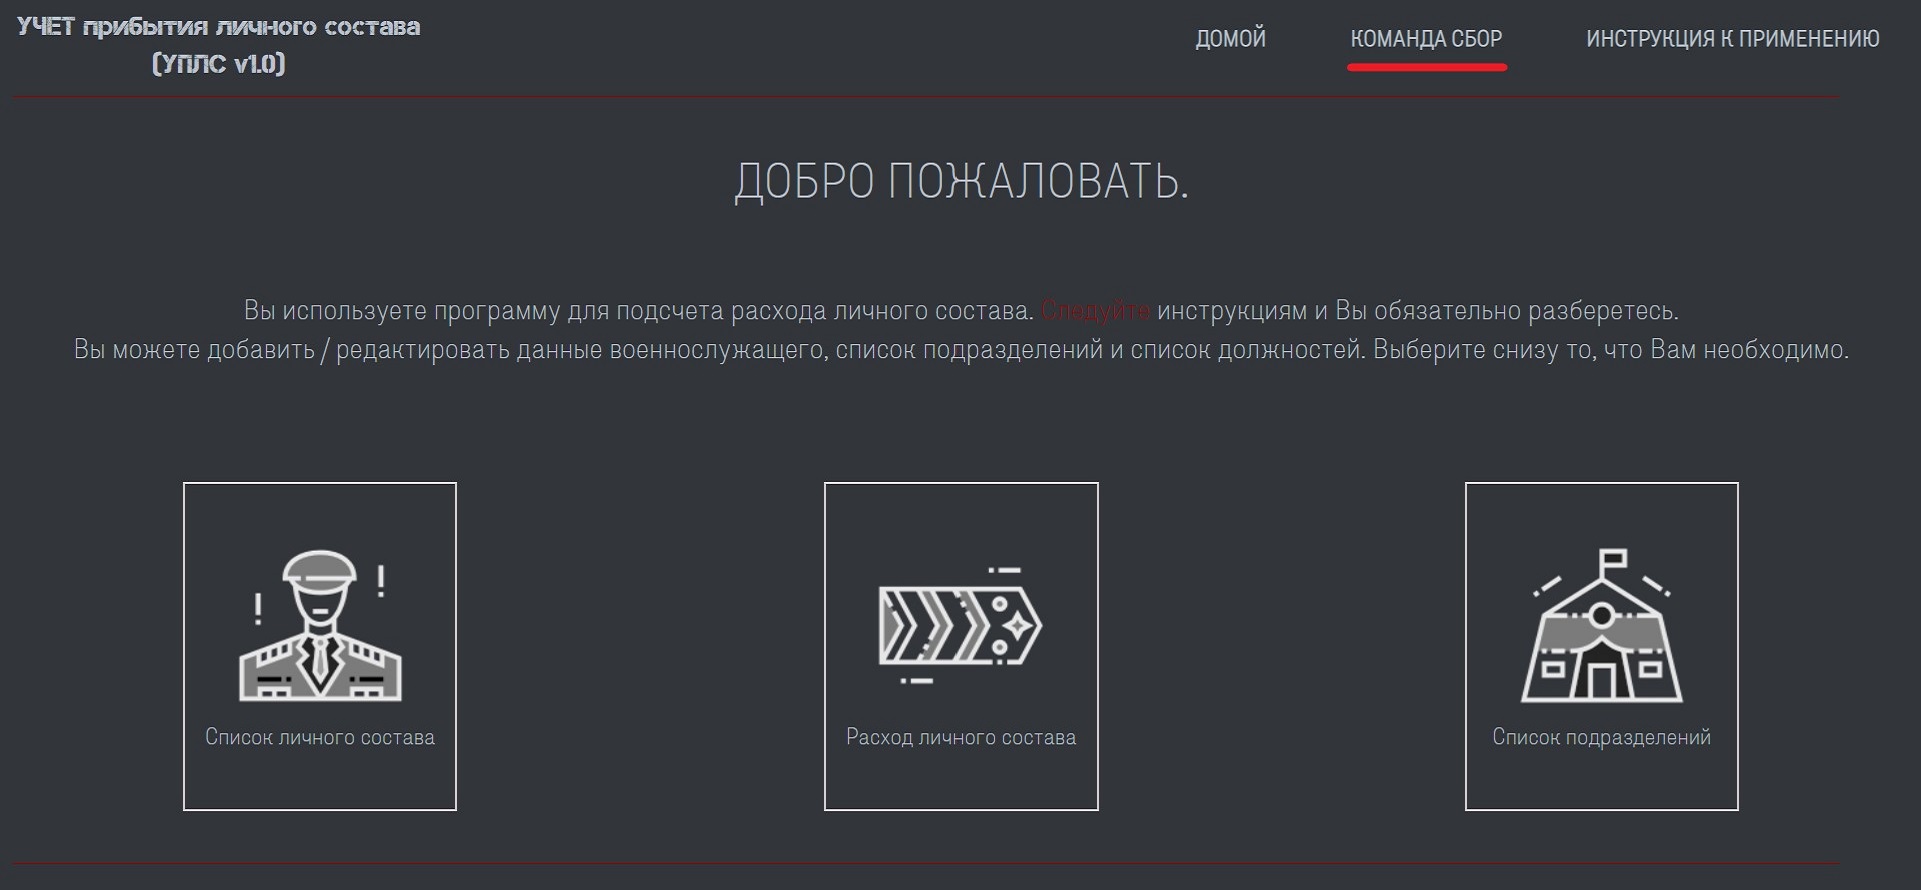 УЧЕТ прибытия личного состава
(УПЛС v1.0)
ДОМОЙ
КОМАНДА СБОР
ИНСТРУКЦИЯ К ПРИМЕНЕНИЮ
ДОБРО ПОЖАЛОВАТЬ.
Вы используете программу для подсчета расхода личного состава. Следуйте инструкциям и Вы обязательно разберетесь.
Вы можете добавить / редактировать данные военнослужащего, список подразделений и список должностей. Выберите снизу то, что Вам необходимо.
Список личного состава
Расход личного состава
Список подразделений